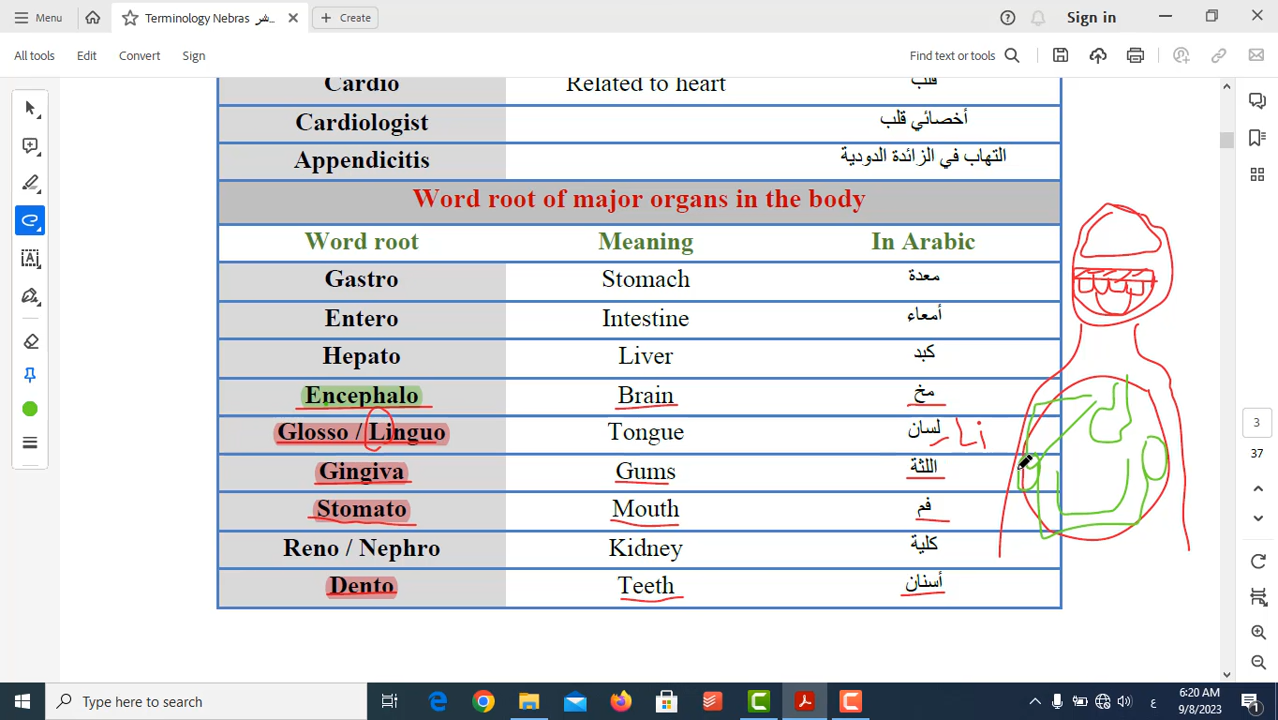 Menu
Terminology Nebras نشر...
Create
Sign in
All tools Edit Convert Sign
Find text or tools
Cardio Related to heart قلب
Cardiologist أخصائي قلب
Appendicitis التهاب في الزائدة الدودية
Word root of major organs in the body
Word root Meaning In Arabic
Gastro Stomach معدة
Entero Intestine أمعاء
Hepato Liver كبد
Encephalo Brain مخ
Glosso / Linguo Tongue لسان Li
Gingiva Gums اللثة
Stomato Mouth فم
Reno / Nephro Kidney كلية
Dento Teeth أسنان
3
37
Type here to search
ع
6:20 AM
9/8/2023
1